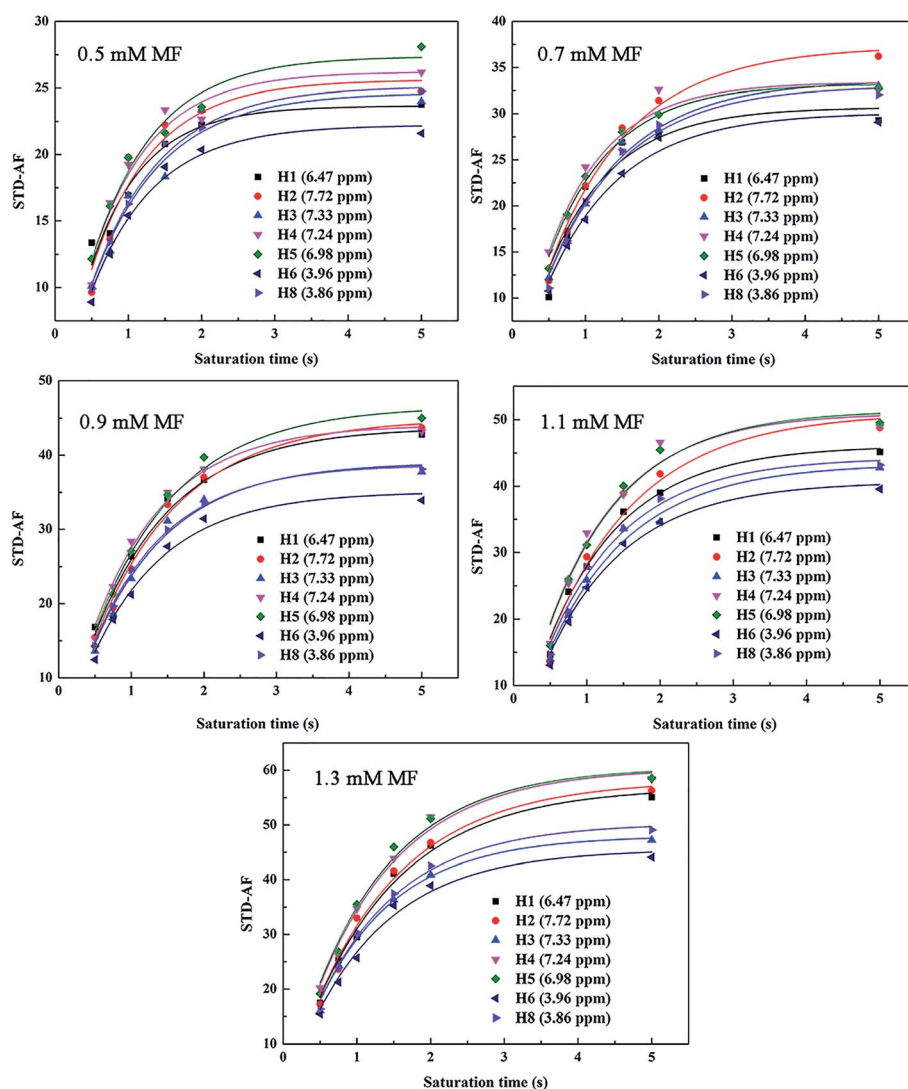 0.5 mM MF
30
25
20
15
10
STD-AF
H1 (6.47 ppm)
H2 (7.72 ppm)
H3 (7.33 ppm)
H4 (7.24 ppm)
H5 (6.98 ppm)
H6 (3.96 ppm)
H8 (3.86 ppm)
0 1 2 3 4 5
Saturation time (s)
0.7 mM MF
40
35
30
25
20
15
10
STD-AF
H1 (6.47 ppm)
H2 (7.72 ppm)
H3 (7.33 ppm)
H4 (7.24 ppm)
H5 (6.98 ppm)
H6 (3.96 ppm)
H8 (3.86 ppm)
0 1 2 3 4 5
Saturation time (s)
0.9 mM MF
50
40
30
20
10
STD-AF
H1 (6.47 ppm)
H2 (7.72 ppm)
H3 (7.33 ppm)
H4 (7.24 ppm)
H5 (6.98 ppm)
H6 (3.96 ppm)
H8 (3.86 ppm)
0 1 2 3 4 5
Saturation time (s)
1.1 mM MF
50
40
30
20
10
STD-AF
H1 (6.47 ppm)
H2 (7.72 ppm)
H3 (7.33 ppm)
H4 (7.24 ppm)
H5 (6.98 ppm)
H6 (3.96 ppm)
H8 (3.86 ppm)
0 1 2 3 4 5
Saturation time (s)
1.3 mM MF
60
50
40
30
20
10
STD-AF
H1 (6.47 ppm)
H2 (7.72 ppm)
H3 (7.33 ppm)
H4 (7.24 ppm)
H5 (6.98 ppm)
H6 (3.96 ppm)
H8 (3.86 ppm)
0 1 2 3 4 5
Saturation time (s)